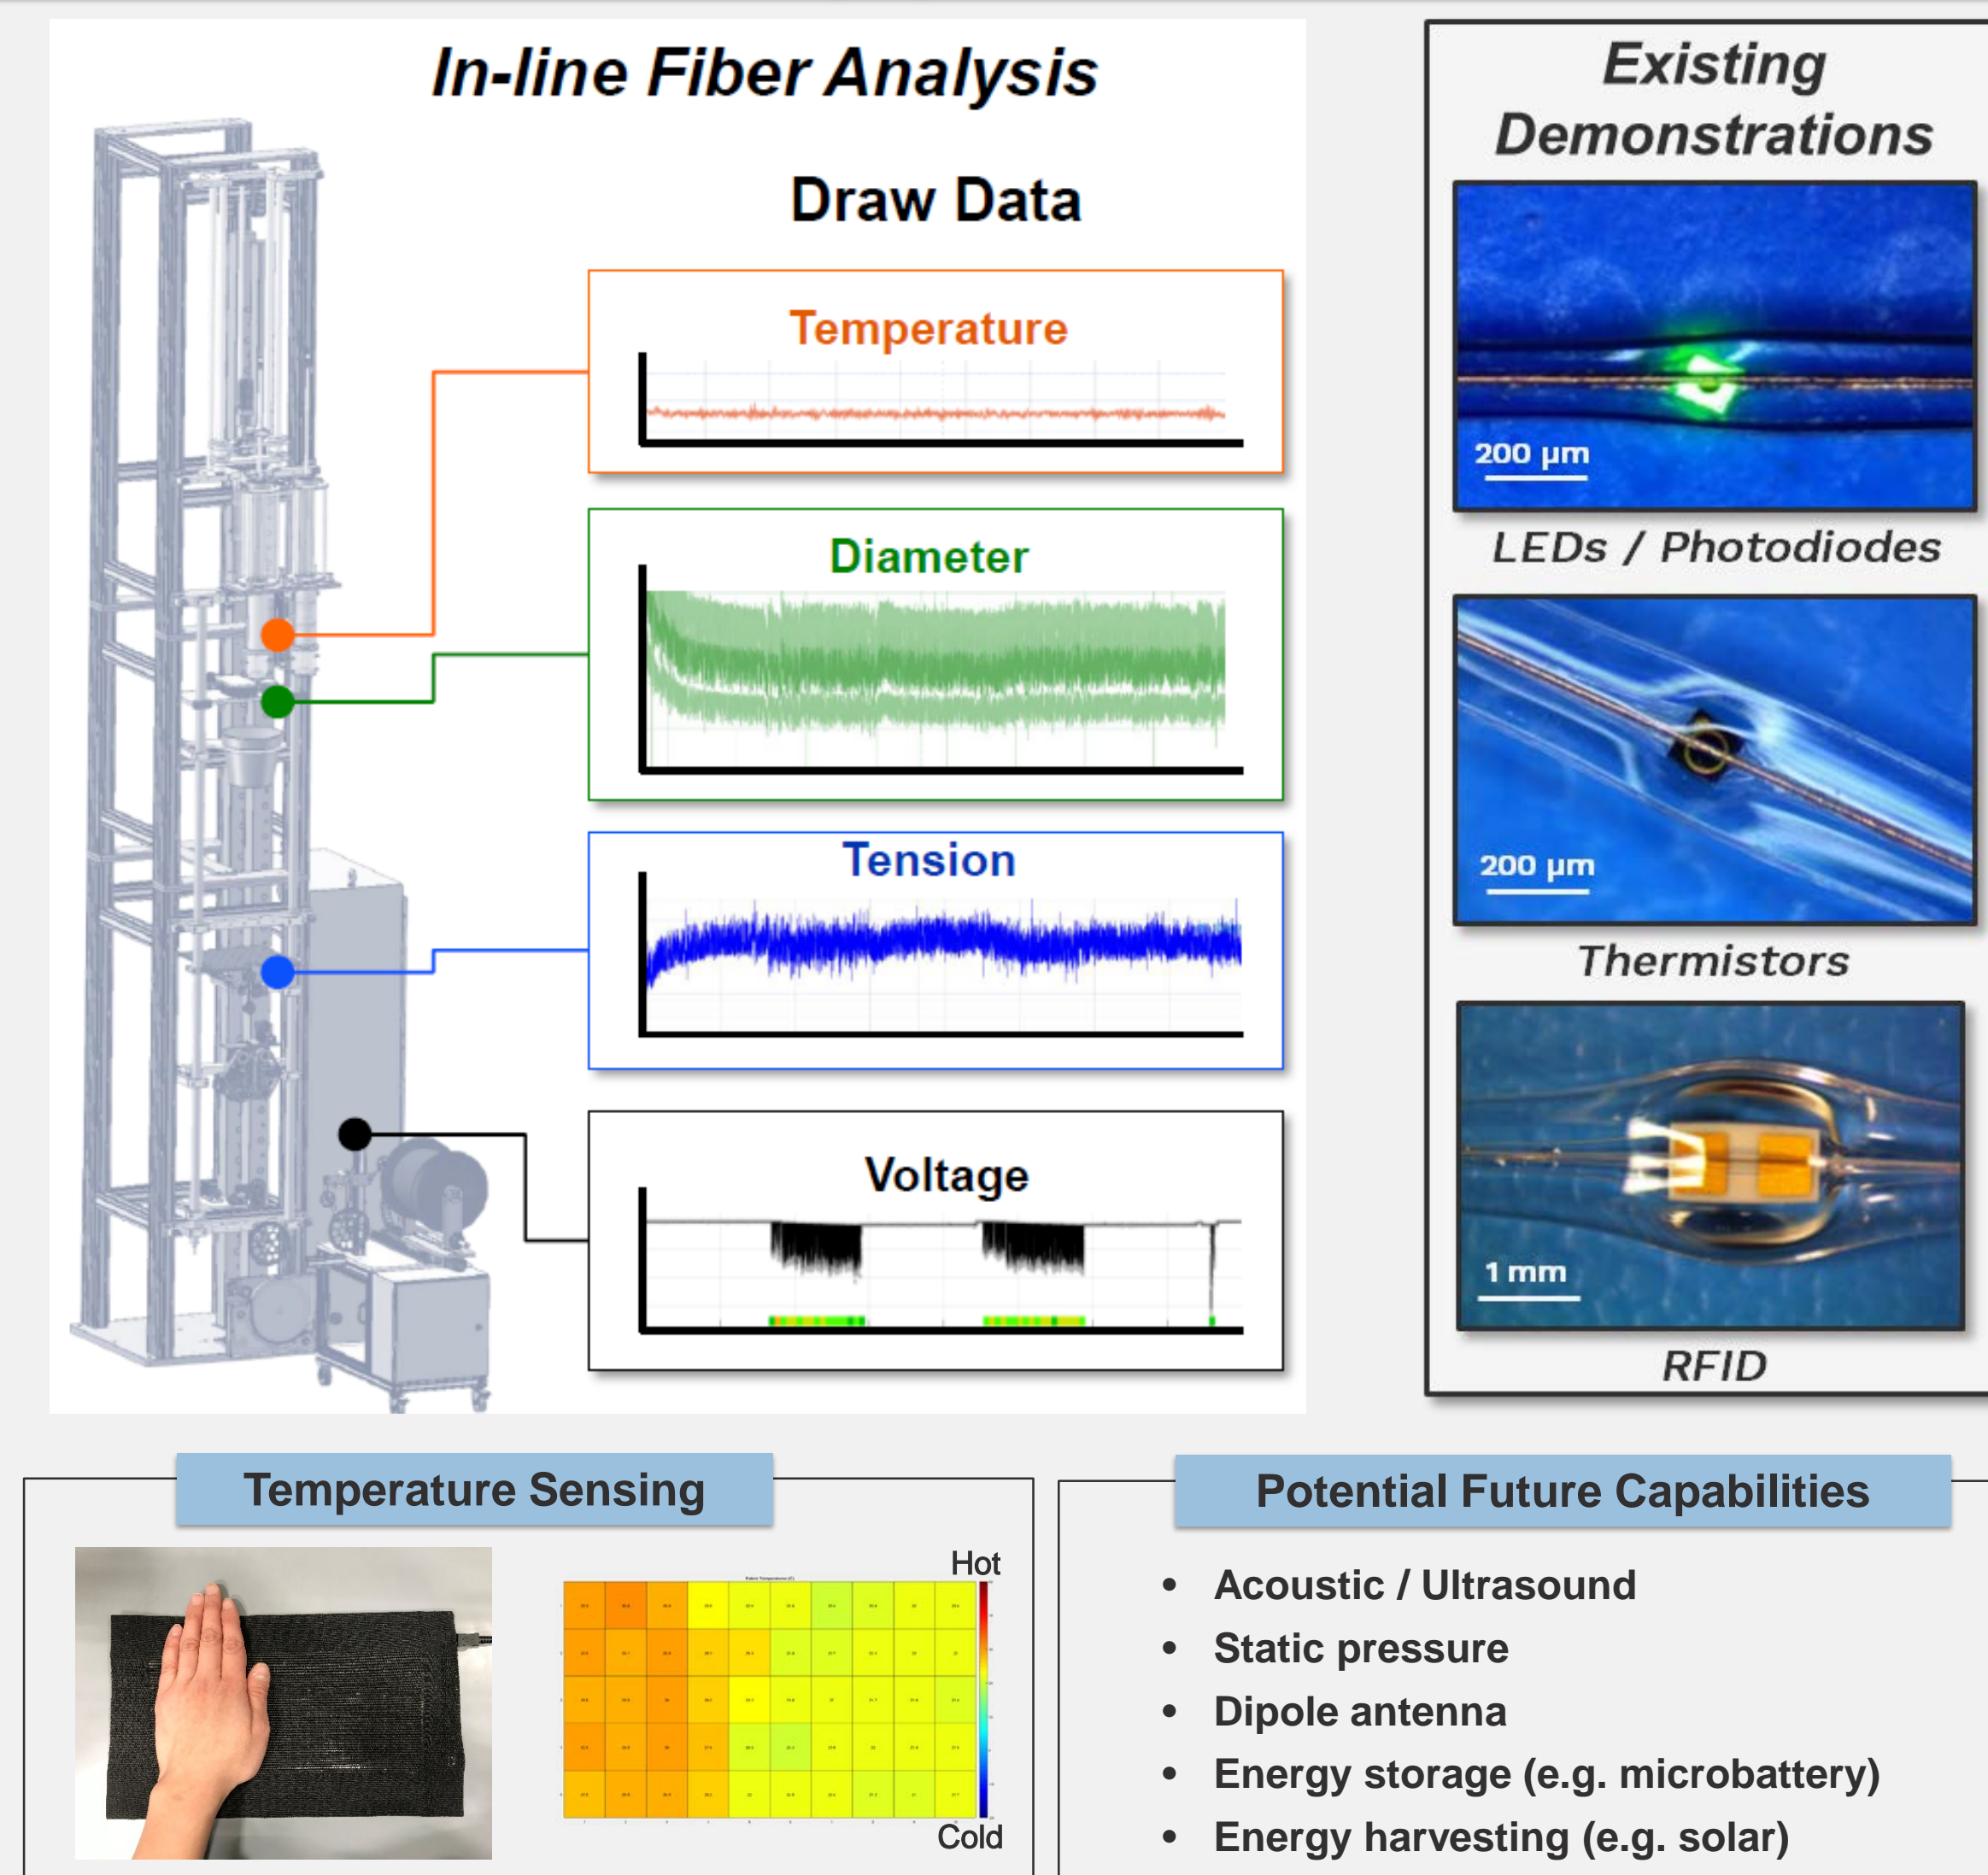 In-line Fiber Analysis
Draw Data
Temperature
Diameter
Tension
Voltage
Existing
Demonstrations
200 µm
LEDs / Photodiodes
200 µm
Thermistors
1 mm
RFID
Temperature Sensing
Hot
Cold
Potential Future Capabilities
• Acoustic / Ultrasound
• Static pressure
• Dipole antenna
• Energy storage (e.g. microbattery)
• Energy harvesting (e.g. solar)